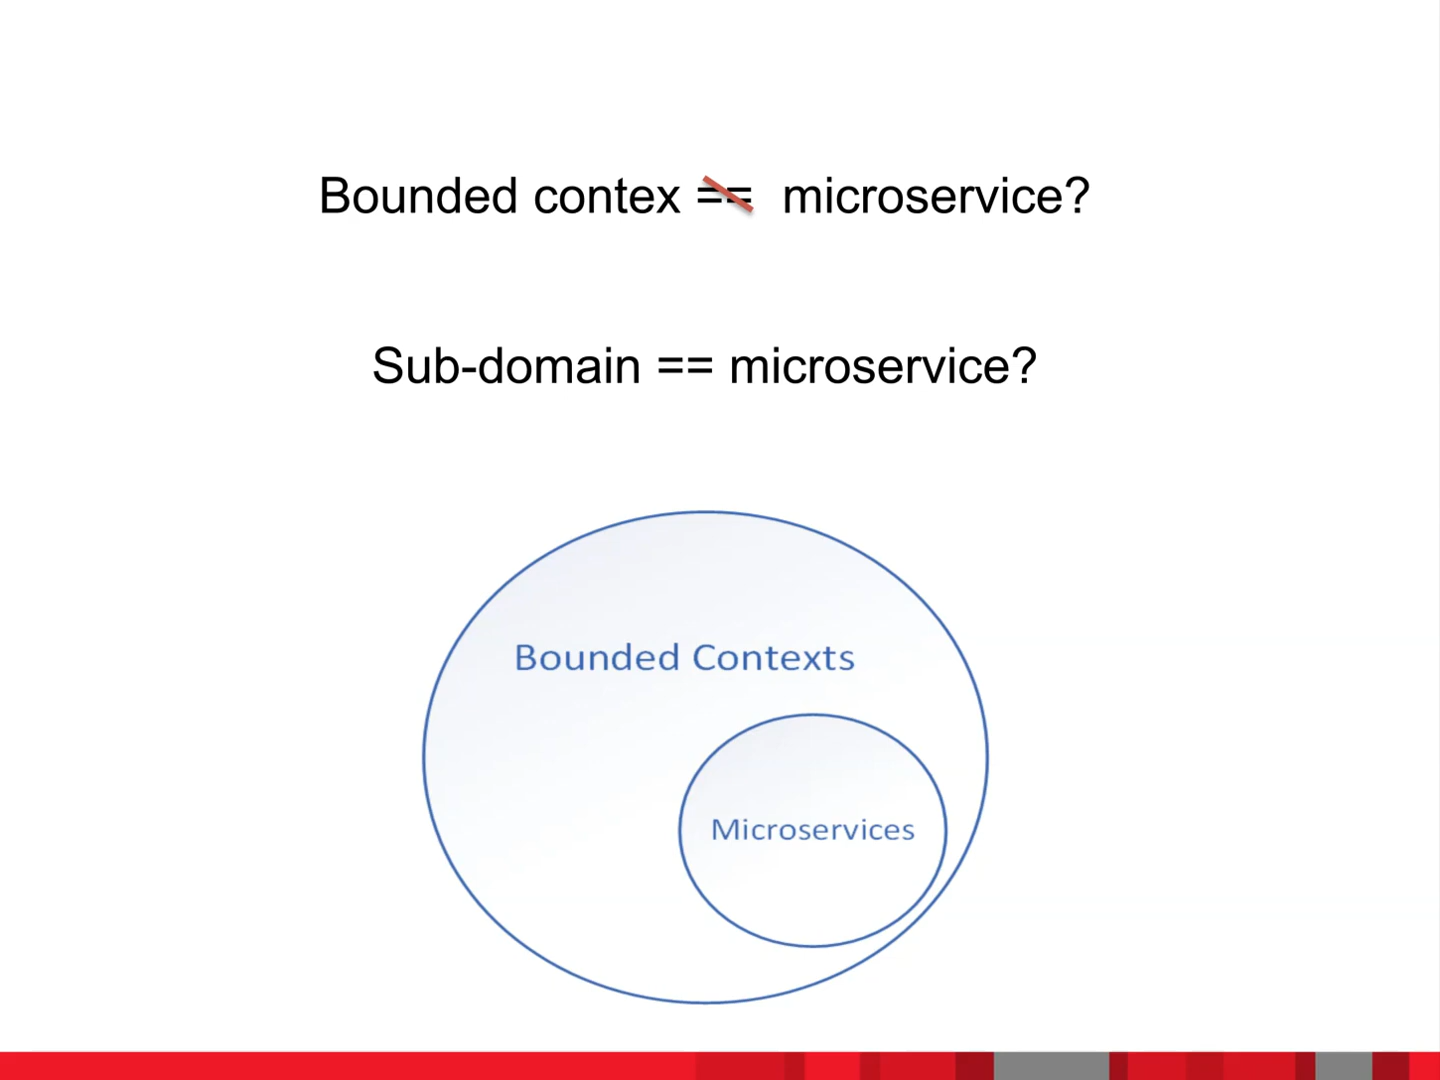 Bounded contex == microservice?
Sub-domain == microservice?
Bounded Contexts
Microservices